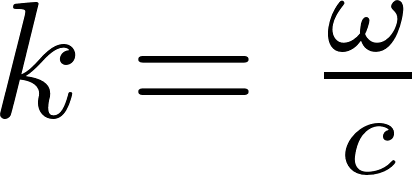 k = ω/c